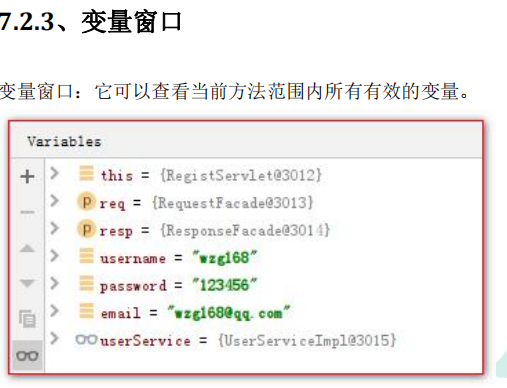 7.2.3、变量窗口
变量窗口：它可以查看当前方法范围内所有有效的变量。
Variables
this = {RegistServlet@3012}
p req = {RequestFacade@3013}
p resp = {ResponseFacade@3014}
username = "wzg168"
password = "123456"
email = "wzg168@qq.com"
userService = {UserServiceImpl@3015}